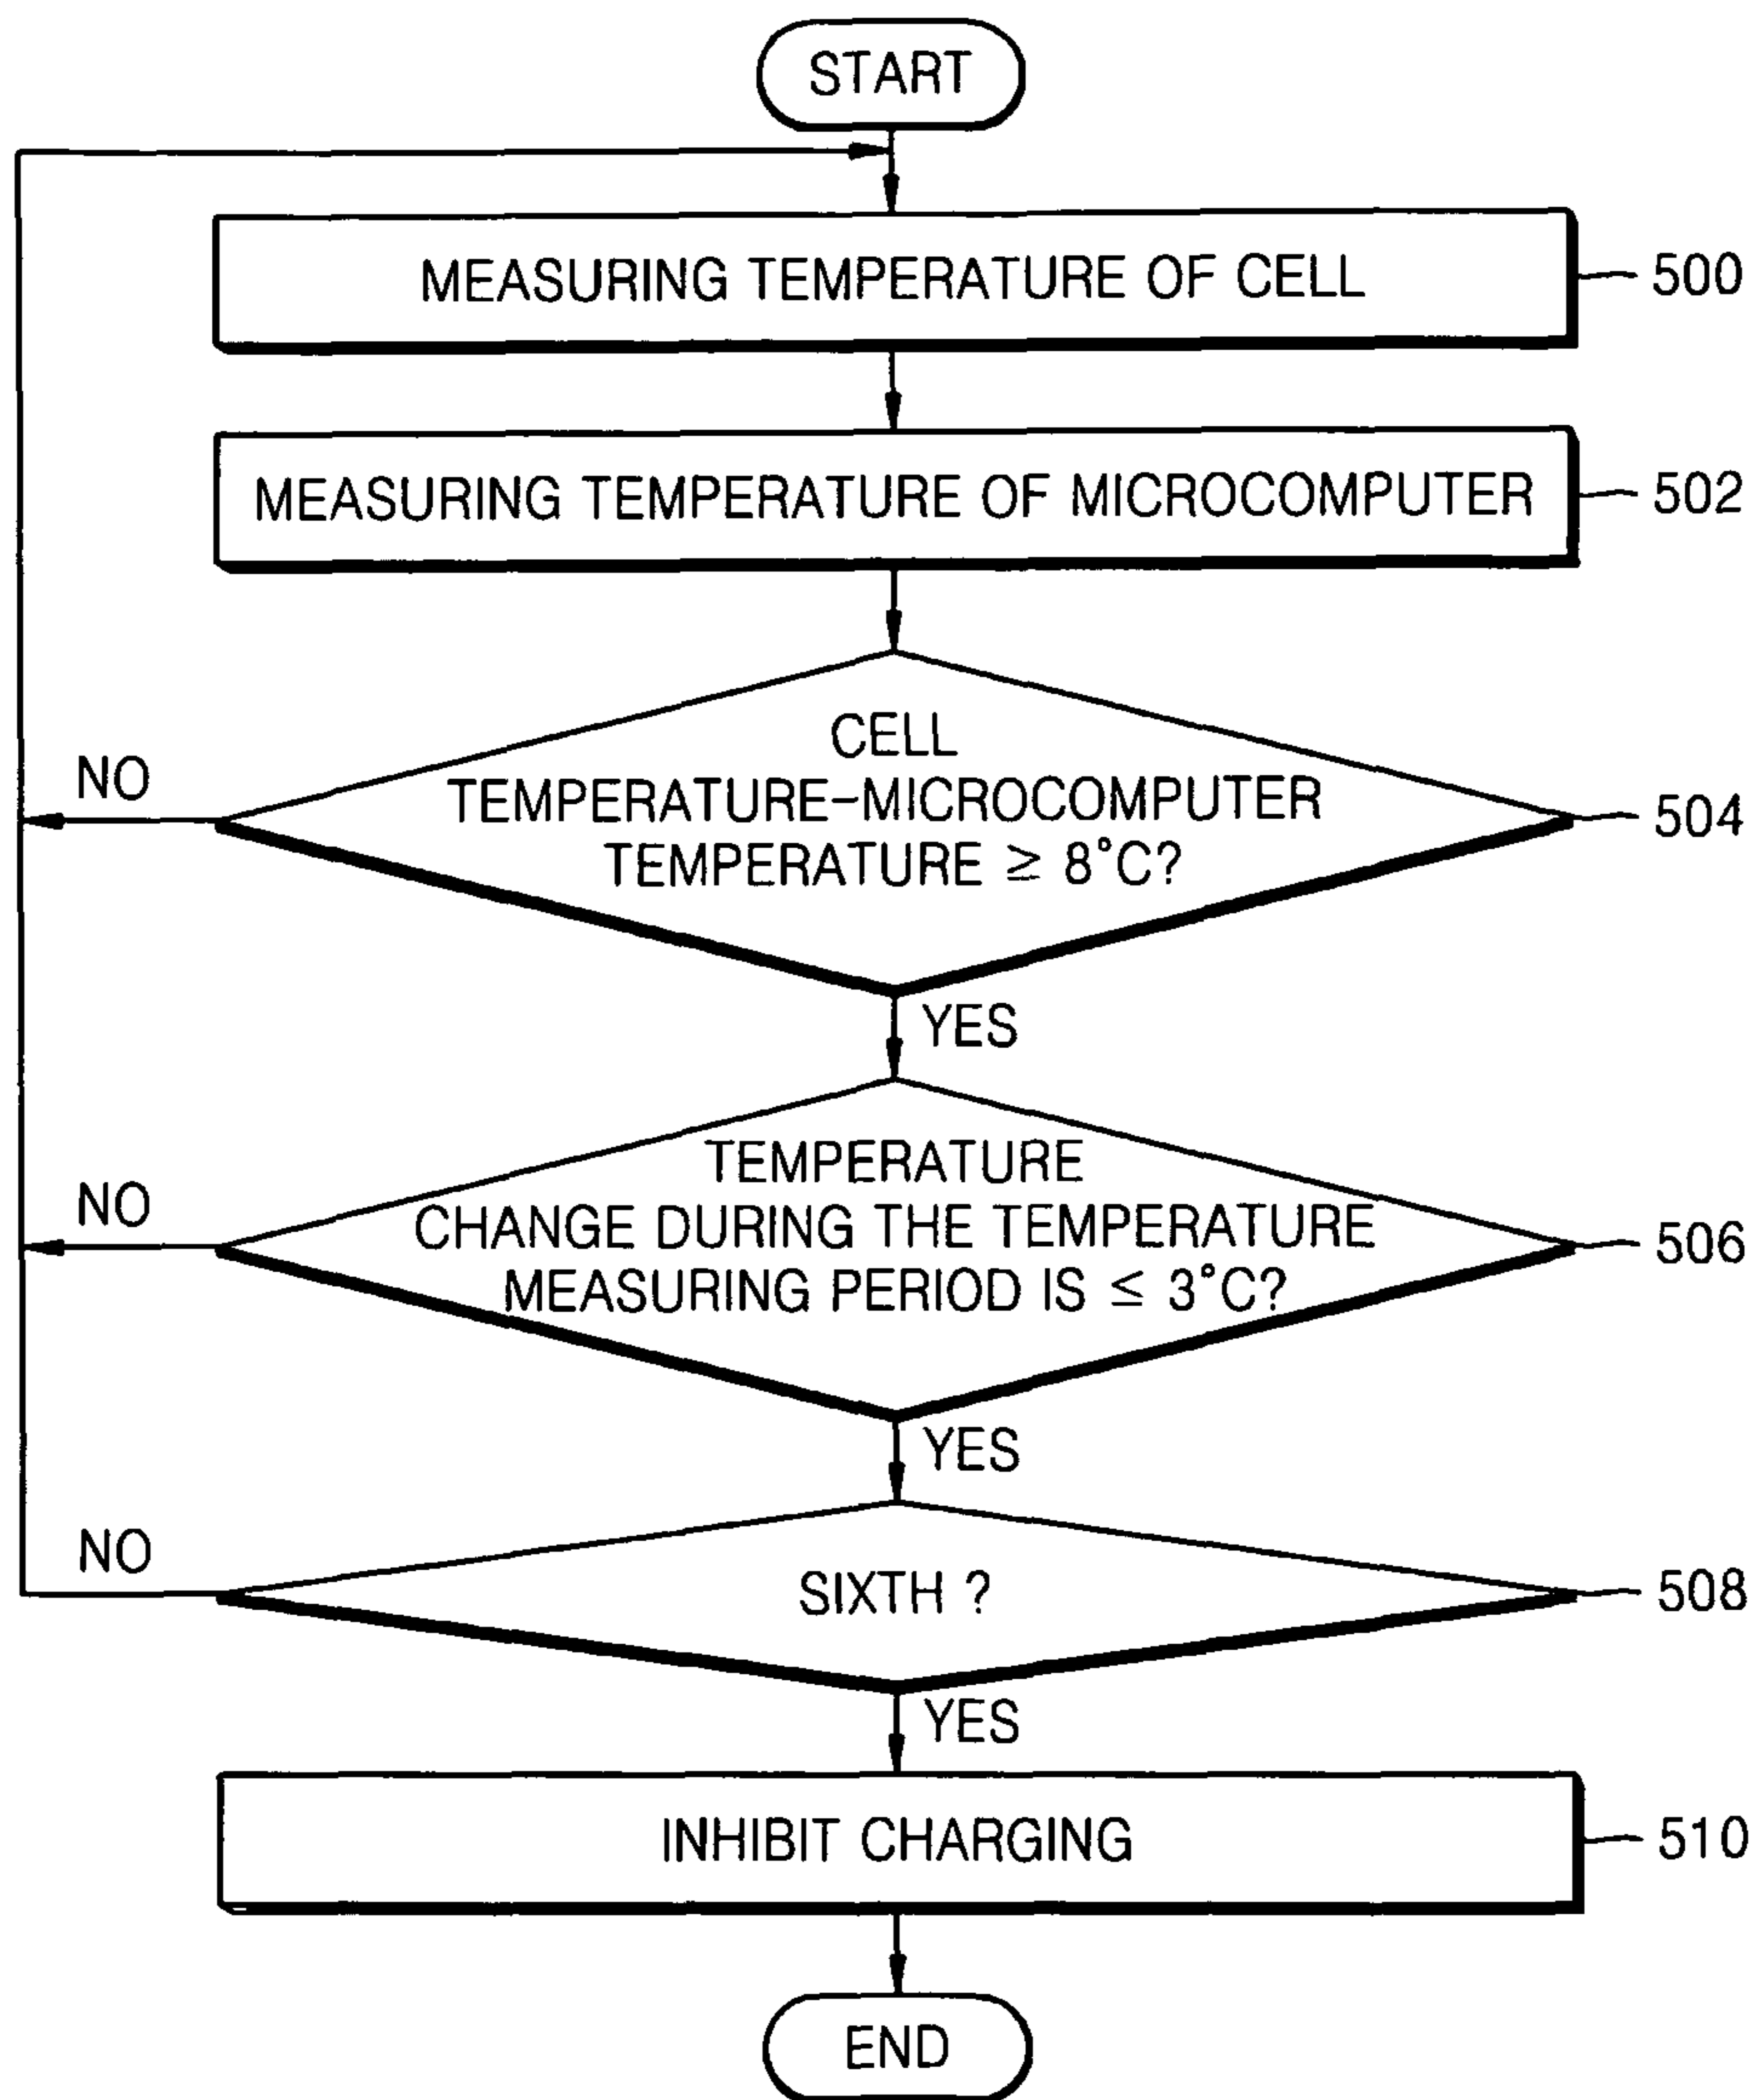 START
MEASURING TEMPERATURE OF CELL
500
MEASURING TEMPERATURE OF MICROCOMPUTER
502
CELL
TEMPERATURE-MICROCOMPUTER
TEMPERATURE ≥ 8°C?
504
NO
YES
TEMPERATURE
CHANGE DURING THE TEMPERATURE
MEASURING PERIOD IS ≤ 3°C?
506
NO
YES
SIXTH ?
508
NO
YES
INHIBIT CHARGING
510
END